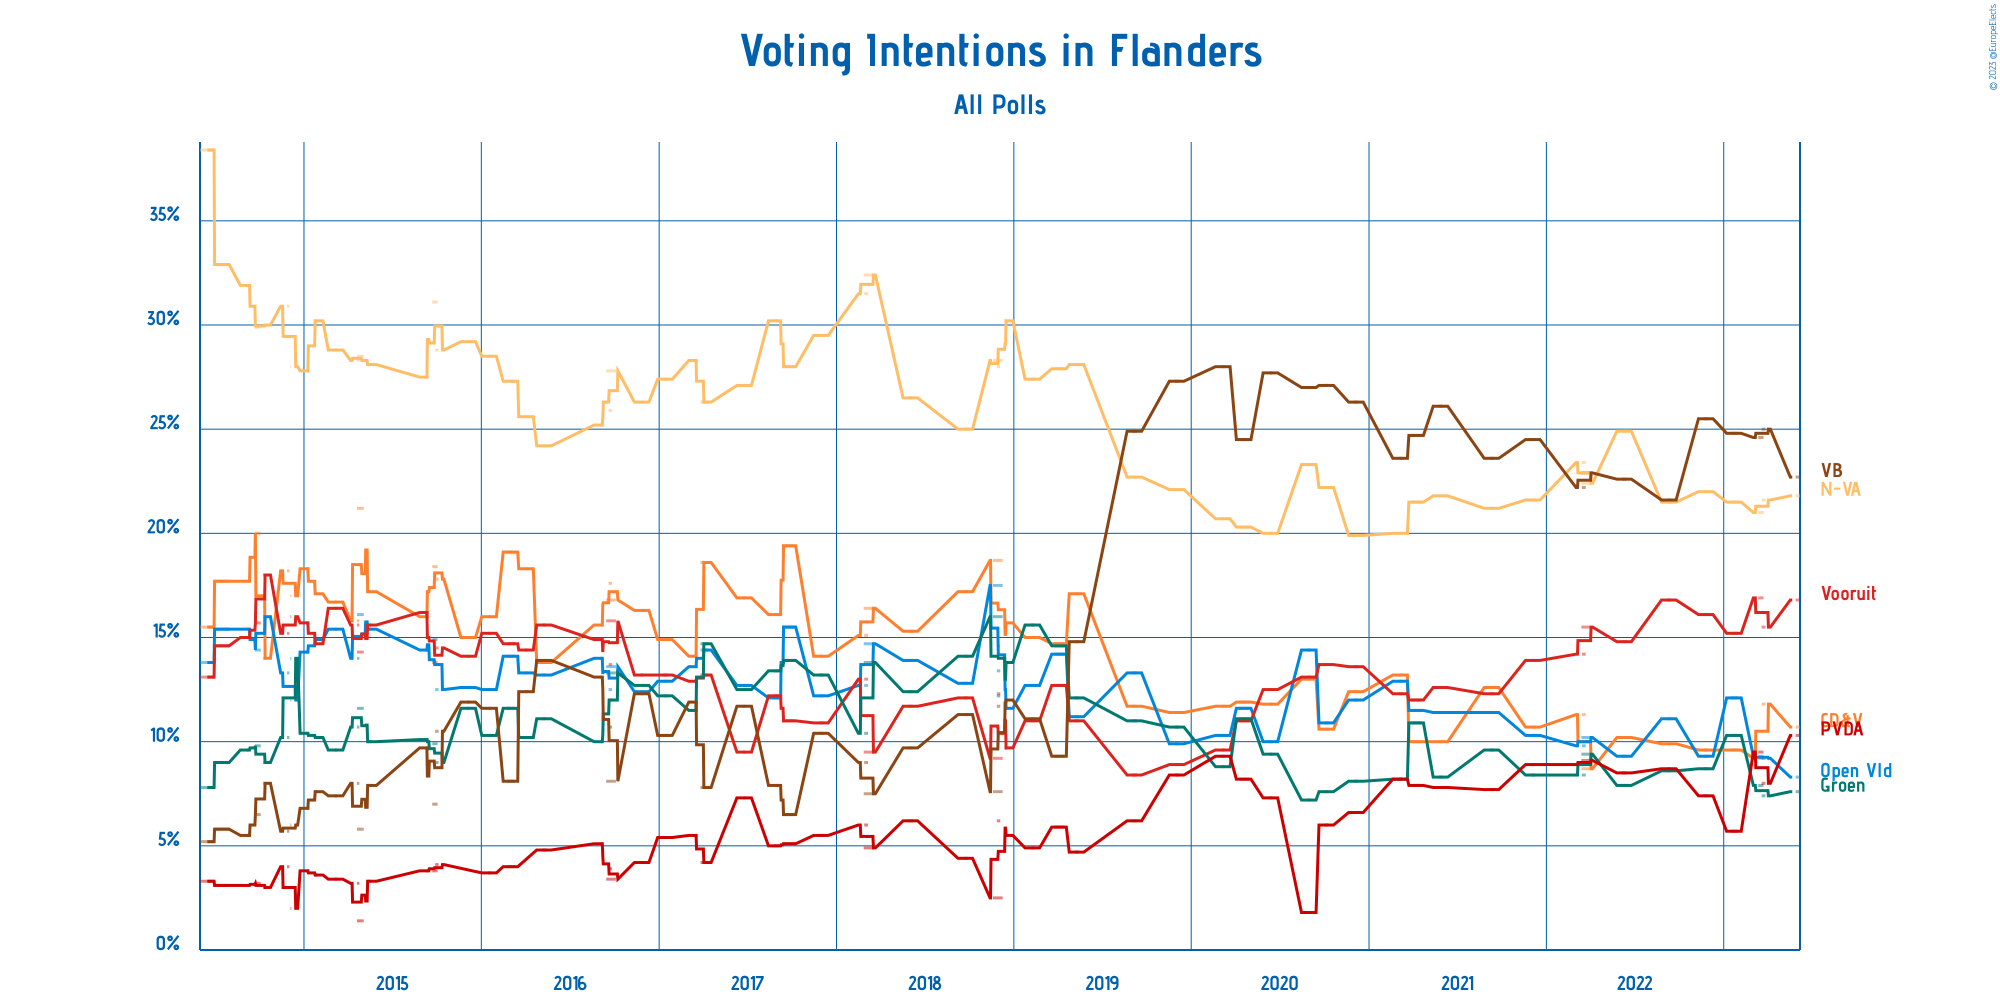 © 2023 @EuropeElects
Voting Intentions in Flanders
All Polls
35%
30%
25%
20%
15%
10%
5%
0%
VB
N-VA
Vooruit
CD&V
PVDA
Open Vld
Groen
2015
2016
2017
2018
2019
2020
2021
2022